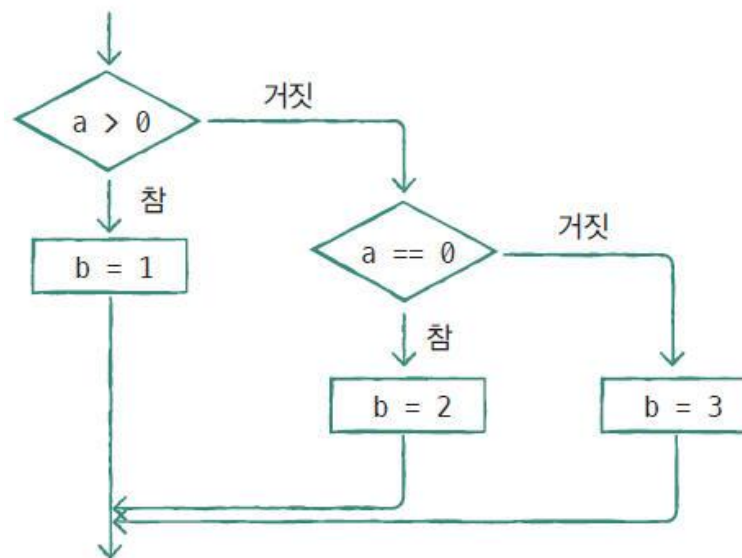 a > 0
거짓
참
b = 1
a == 0
거짓
참
b = 2
b = 3